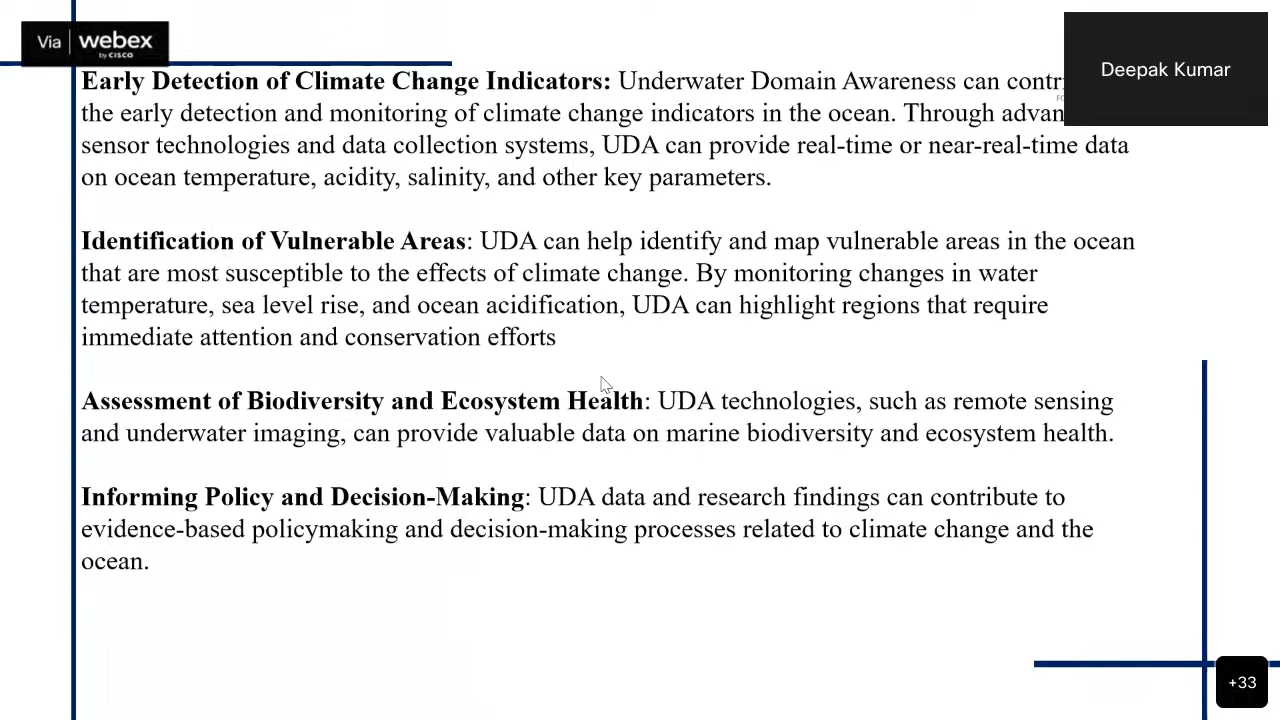 Via | webex
by CISCO
Deepak Kumar
Early Detection of Climate Change Indicators: Underwater Domain Awareness can
the early detection and monitoring of climate change indicators in the ocean. Through
sensor technologies and data collection systems, UDA can provide real-time or near-real-time data
on ocean temperature, acidity, salinity, and other key parameters.
Identification of Vulnerable Areas: UDA can help identify and map vulnerable areas in the ocean
that are most susceptible to the effects of climate change. By monitoring changes in water
temperature, sea level rise, and ocean acidification, UDA can highlight regions that require
immediate attention and conservation efforts
Assessment of Biodiversity and Ecosystem Health: UDA technologies, such as remote sensing
and underwater imaging, can provide valuable data on marine biodiversity and ecosystem health.
Informing Policy and Decision-Making: UDA data and research findings can contribute to
evidence-based policymaking and decision-making processes related to climate change and the
ocean.
+33